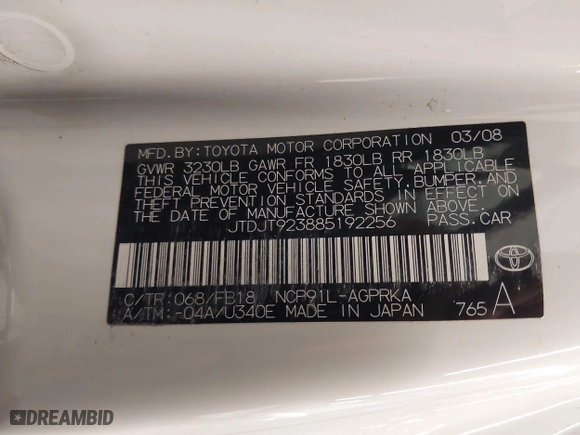 MFD. BY: TOYOTA MOTOR CORPORATION 03/08
GVWR 3230LB GAWR FR 1830LB RR 1830LB
THIS VEHICLE CONFORMS TO ALL APPLICABLE
FEDERAL MOTOR VEHICLE SAFETY, BUMPER, AND
THEFT PREVENTION STANDARDS IN EFFECT ON
THE DATE OF MANUFACTURE SHOWN ABOVE.
JTDJT923885192256 PASS. CAR
C/TR: 068/FB18 NCP91L-AGPRKA
A/TM: -04A/U340E MADE IN JAPAN 765 A
DREAMBID